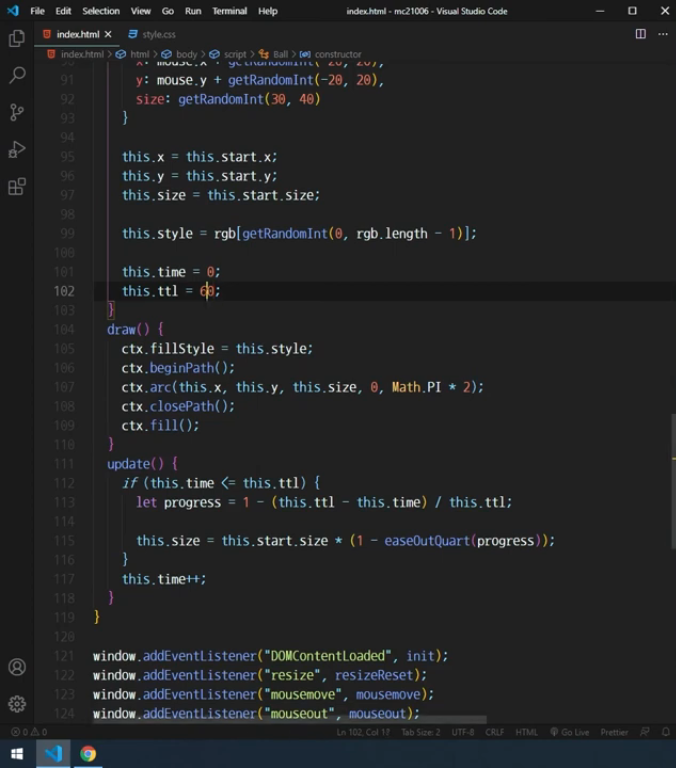 File Edit Selection View Go Run Terminal Help index.html - mc21006 - Visual Studio Code
index.html style.css
index.html > html > body > script > Ball > constructor
90 x: mouse.x + getRandomInt(-20, 20),
91 y: mouse.y + getRandomInt(-20, 20),
92 size: getRandomInt(30, 40)
93 }
94
95 this.x = this.start.x;
96 this.y = this.start.y;
97 this.size = this.start.size;
98
99 this.style = rgb[getRandomInt(0, rgb.length - 1)];
100
101 this.time = 0;
102 this.ttl = 60;
103 }
104 draw() {
105 ctx.fillStyle = this.style;
106 ctx.beginPath();
107 ctx.arc(this.x, this.y, this.size, 0, Math.PI * 2);
108 ctx.closePath();
109 ctx.fill();
110 }
111 update() {
112 if (this.time <= this.ttl) {
113 let progress = 1 - (this.ttl - this.time) / this.ttl;
114
115 this.size = this.start.size * (1 - easeOutQuart(progress));
116 }
117 this.time++;
118 }
119 }
120
121 window.addEventListener("DOMContentLoaded", init);
122 window.addEventListener("resize", resizeReset);
123 window.addEventListener("mousemove", mousemove);
124 window.addEventListener("mouseout", mouseout);
0 0 Ln 102, Col 17 Tab Size: 2 UTF-8 CRLF HTML Go Live Prettier